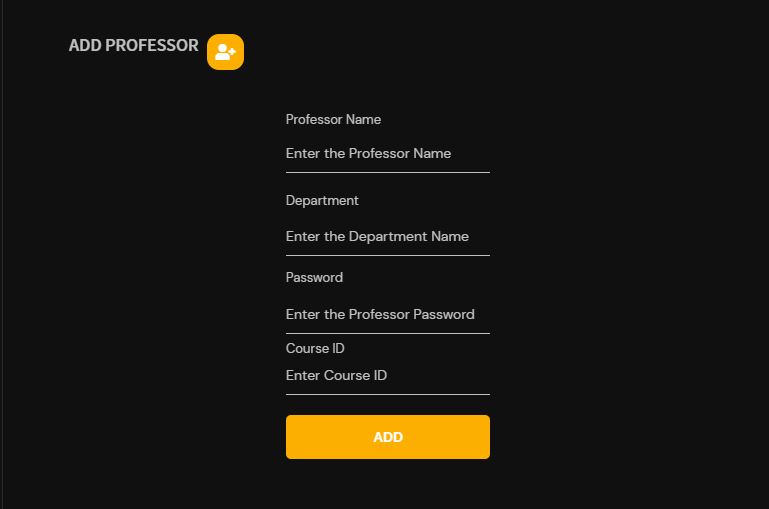 ADD PROFESSOR
Professor Name
Enter the Professor Name
Department
Enter the Department Name
Password
Enter the Professor Password
Course ID
Enter Course ID
ADD